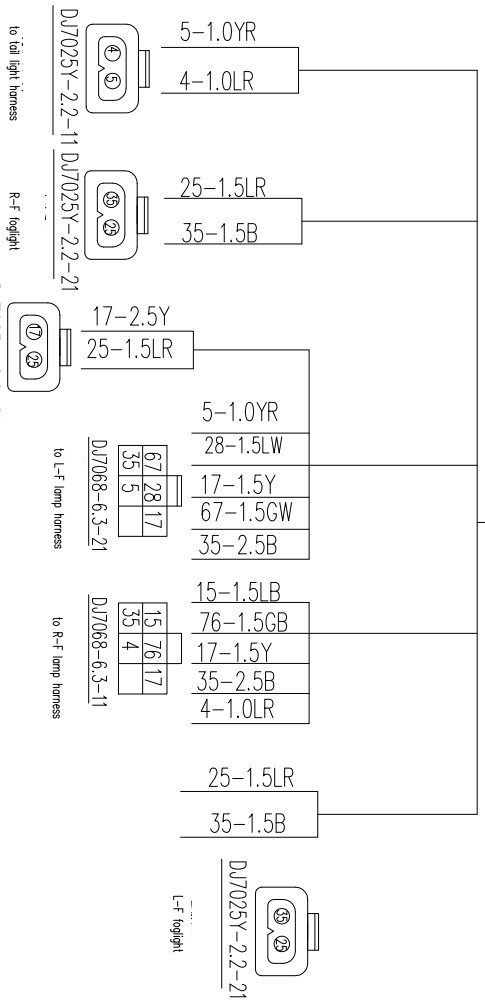 5-1.0YR
4-1.0LR
4 5
DJ7025Y-2.2-11
to tail light harness
25-1.5LR
35-1.5B
35 25
DJ7025Y-2.2-21
R-F foglight
17-2.5Y
25-1.5LR
17 25
5-1.0YR
28-1.5LW
17-1.5Y
67-1.5GW
35-2.5B
67 28 17
35 5
DJ7068-6.3-21
to L-F lamp harness
15-1.5LB
76-1.5GB
17-1.5Y
35-2.5B
4-1.0LR
15 76 17
35 4
DJ7068-6.3-11
to R-F lamp harness
25-1.5LR
35-1.5B
35 25
DJ7025Y-2.2-21
L-F foglight